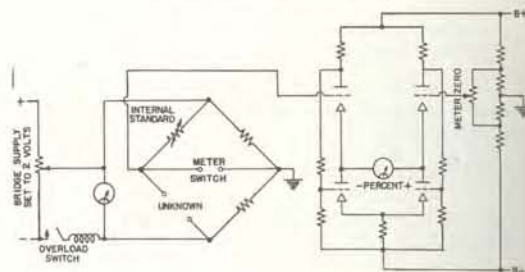 B+
+
INTERNAL
STANDARD
METER ZERO
METER
SWITCH
BRIDGE SUPPLY
SET TO 2 VOLTS
-PERCENT+
UNKNOWN
-
OVERLOAD
SWITCH